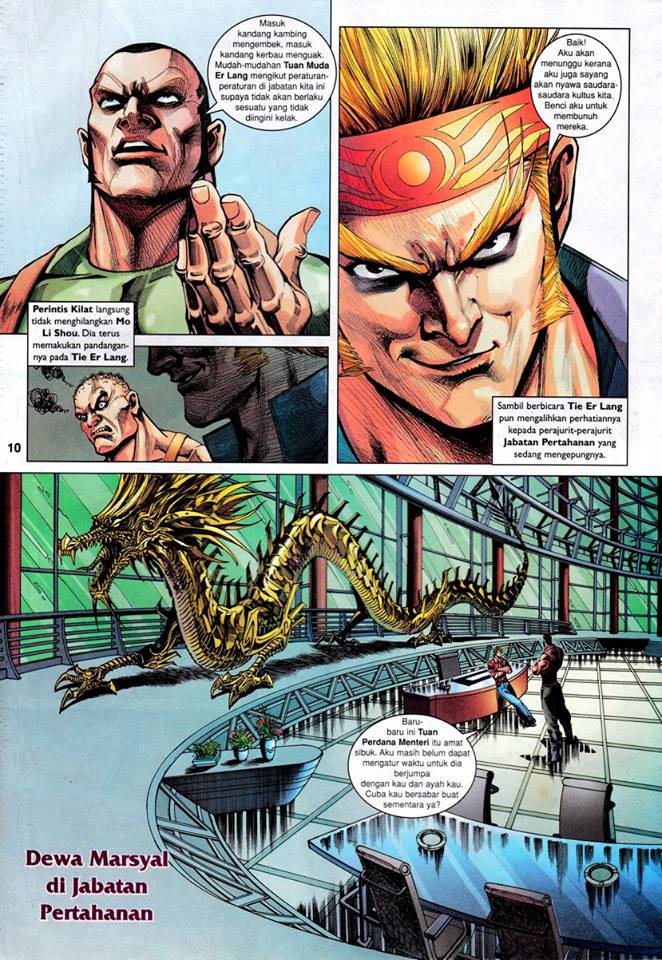 Masuk
kandang kambing
mengembek, masuk
kandang kerbau menguak.
Mudah-mudahan Tuan Muda
Er Lang mengikut peraturan-
peraturan di jabatan kita ini
supaya tidak akan berlaku
sesuatu yang tidak
diingini kelak.
Baik!
Aku akan
menunggu kerana
aku juga sayang
akan nyawa saudara-
saudara kultus kita.
Benci aku untuk
membunuh
mereka.
Perintis Kilat langsung
tidak menghilangkan Mo
Li Shou. Dia terus
memakukan pandangan-
nya pada Tie Er Lang.
Sambil berbicara Tie Er Lang
pun mengalihkan perhatiannya
kepada perajurit-perajurit
Jabatan Pertahanan yang
sedang mengepungnya.
10
Baru-
baru ini Tuan
Perdana Menteri itu amat
sibuk. Aku masih belum dapat
mengatur waktu untuk dia
berjumpa
dengan kau dan ayah kau.
Cuba kau bersabar buat
sementara ya?
Dewa Marsyal
di Jabatan
Pertahanan